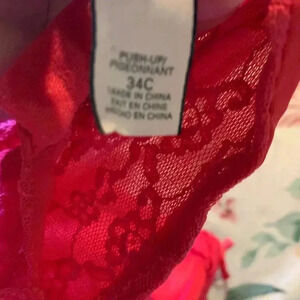 PUSH-UP/
PIGEONNANT
34C
MADE IN CHINA
FAIT EN CHINE
HECHO EN CHINA